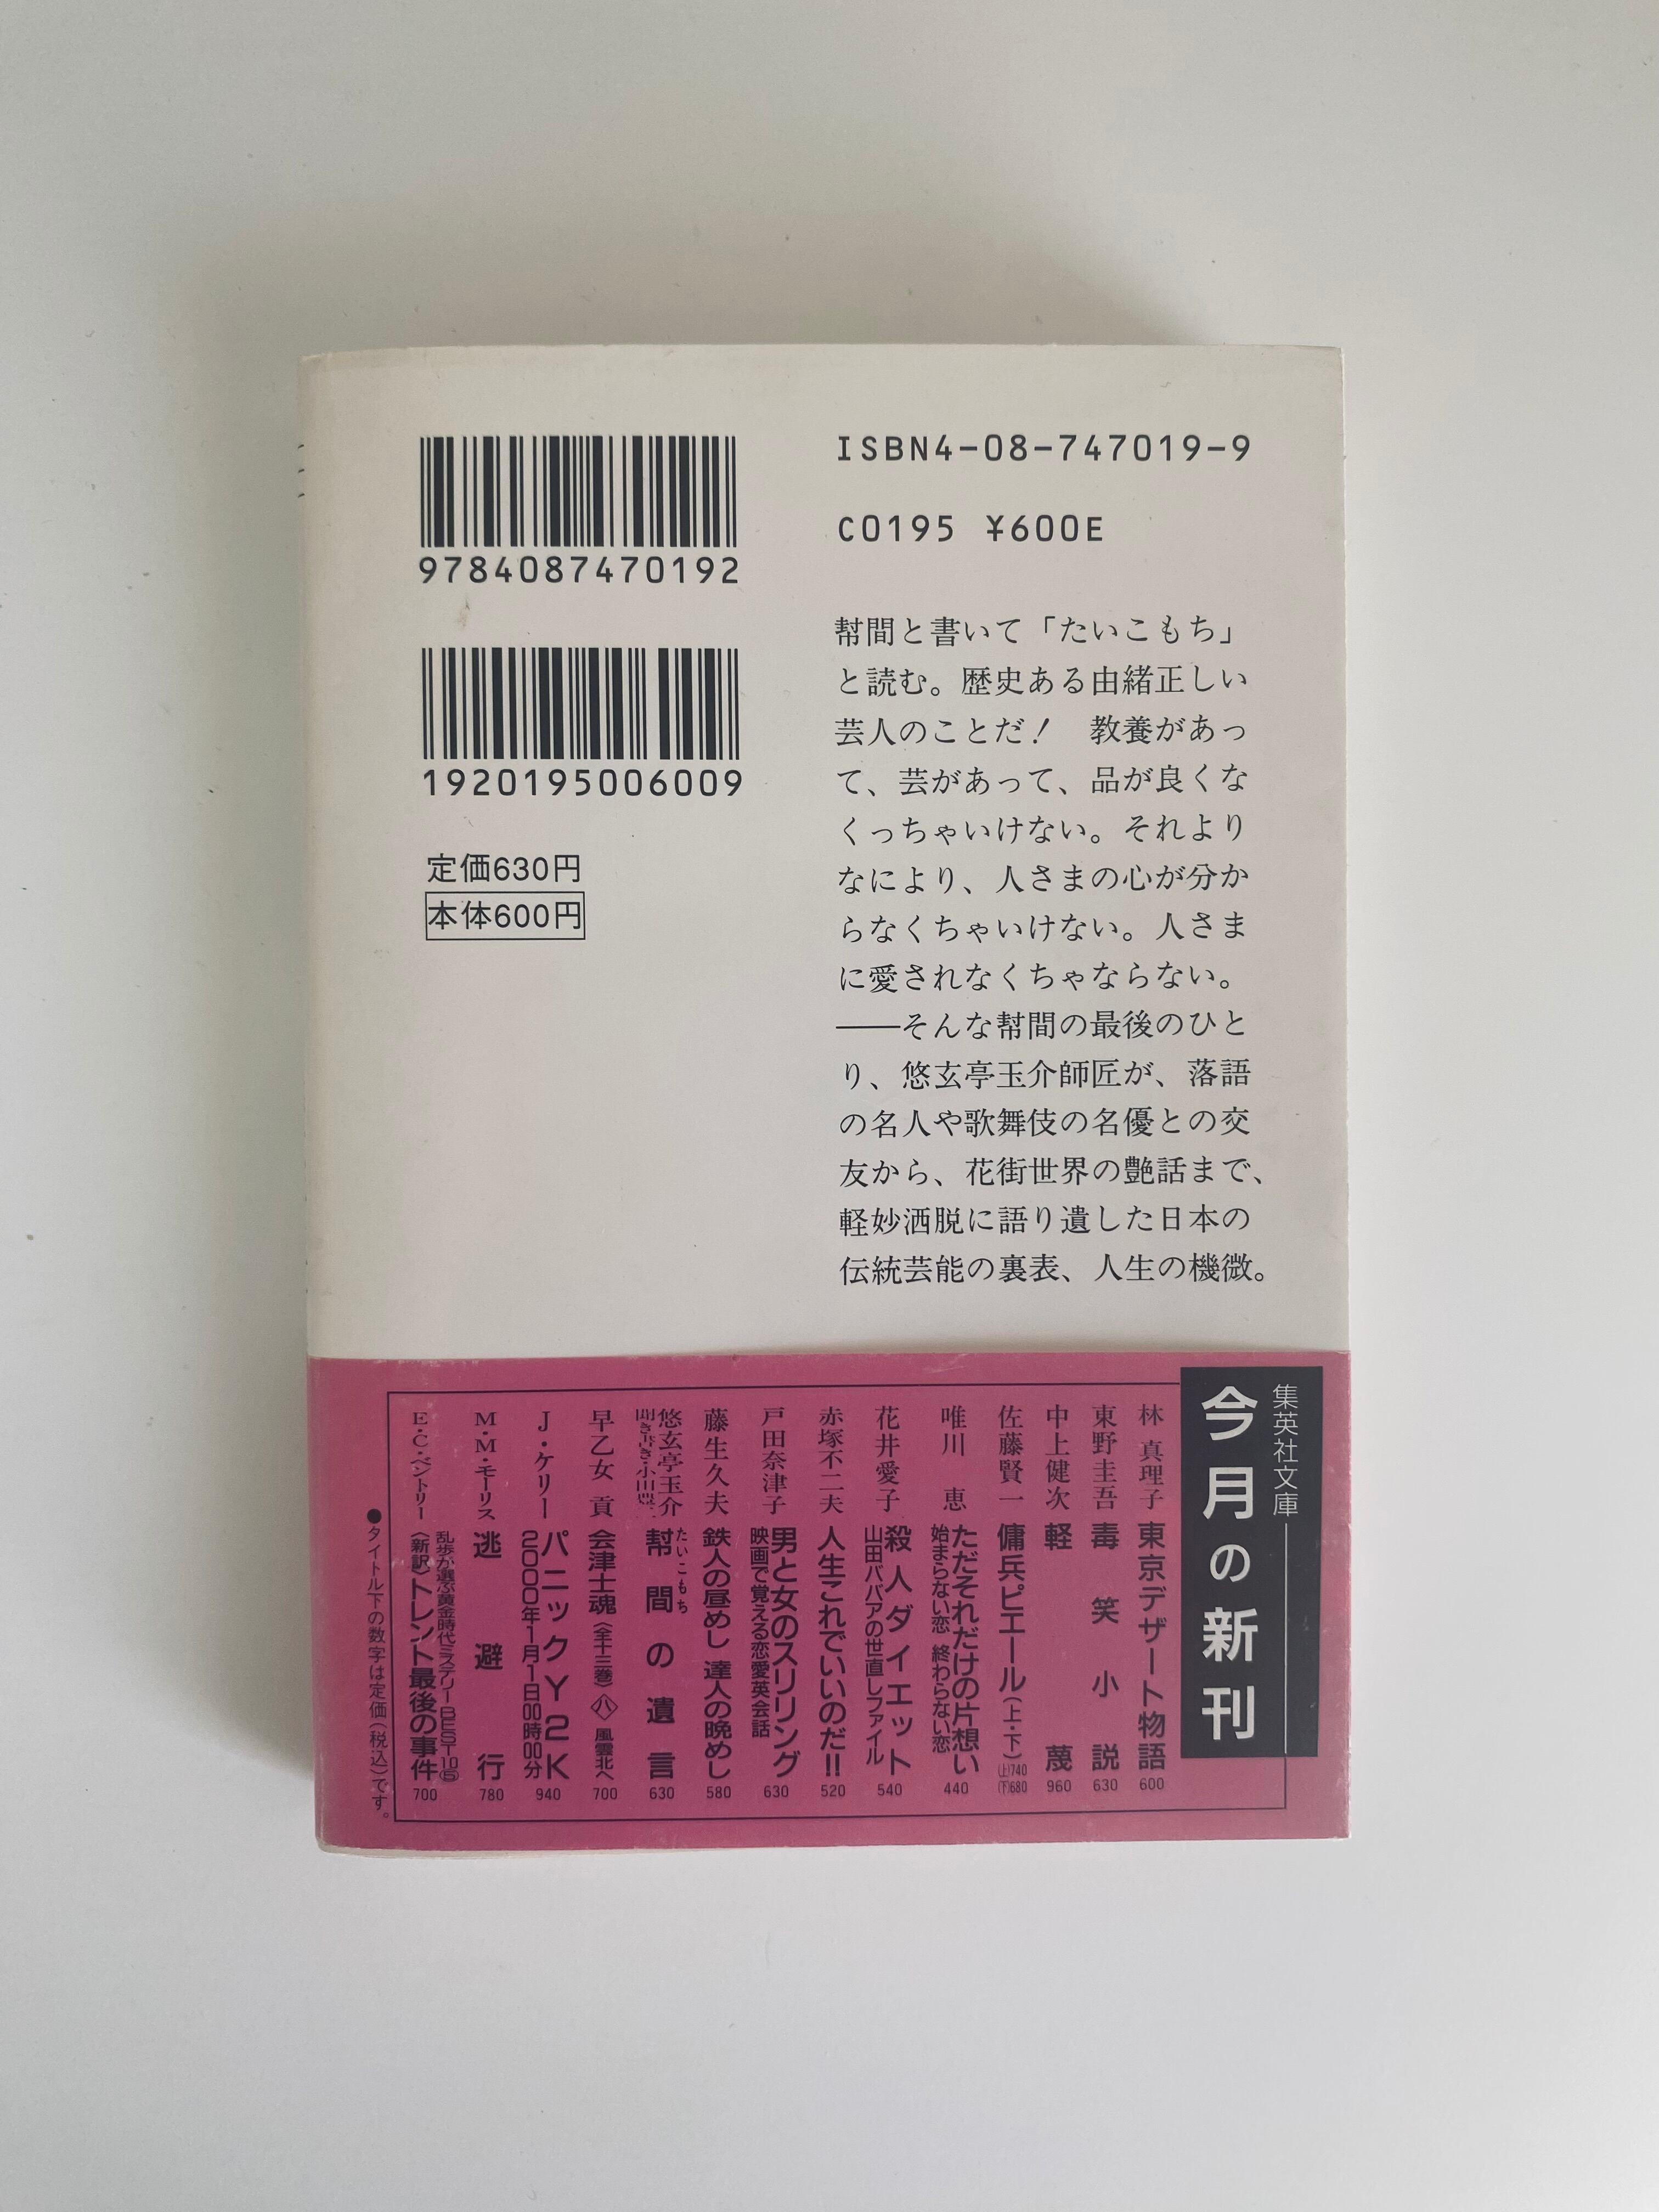 ISBN4-08-747019-9
C0195 ¥600E
9784087470192
1920195006009
定価630円
本体600円
幇間と書いて「たいこもち」
と読む。歴史ある由緒正しい
芸人のことだ！　教養があっ
て、芸があって、品が良くな
くっちゃいけない。それより
なにより、人さまの心が分か
らなくちゃいけない。人さま
に愛されなくちゃならない。
――そんな幇間の最後のひと
り、悠玄亭玉介師匠が、落語
の名人や歌舞伎の名優との交
友から、花街世界の艶話まで、
軽妙洒脱に語り遺した日本の
伝統芸能の裏表、人生の機微。
集英社文庫
今月の新刊
林 真理子 東京デザート物語 600
東野圭吾 毒笑小説 630
中上健次 軽蔑 960
佐藤賢一 傭兵ピエール（上・下） （上）740 （下）680
唯川 恵 ただそれだけの片想い
始まらない恋 終わらない恋 440
花井愛子 殺人ダイエット
山田ババアの世直しファイル 540
赤塚不二夫 人生これでいいのだ!! 520
戸田奈津子 男と女のスリリング
映画で覚える恋愛英会話 630
藤生久夫 鉄人の昼めし 達人の晩めし 580
悠玄亭玉介
聞き書き・小田豊二
たいこもち
幇間の遺言 630
早乙女 貢 会津士魂〈全十三巻〉八 風雲北へ 700
J・ケリー パニックY2K
2000年1月1日00時00分 940
M・M・モーリス 逃避行 780
E・C・ベントリー 乱歩が選ぶ黄金時代ミステリーBEST10⑤
〈新訳〉トレント最後の事件 700
●タイトル下の数字は定価（税込）です。